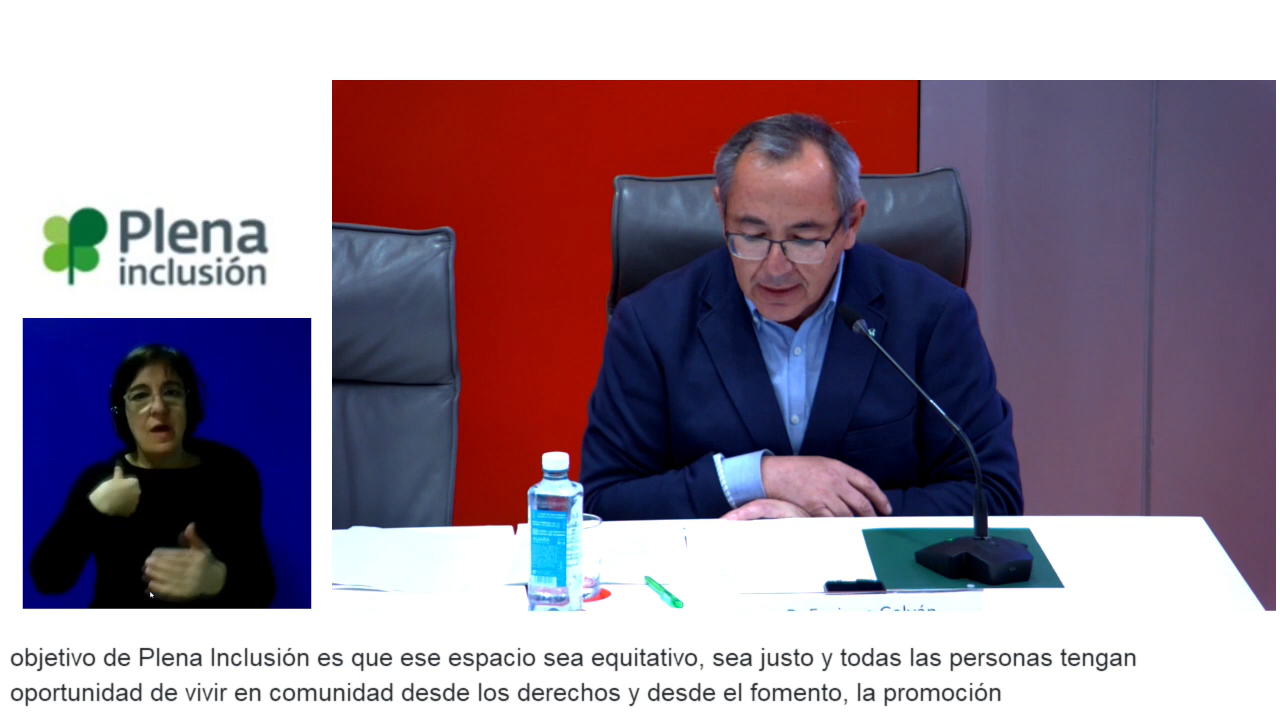 Plena
inclusión
objetivo de Plena Inclusión es que ese espacio sea equitativo, sea justo y todas las personas tengan
oportunidad de vivir en comunidad desde los derechos y desde el fomento, la promoción